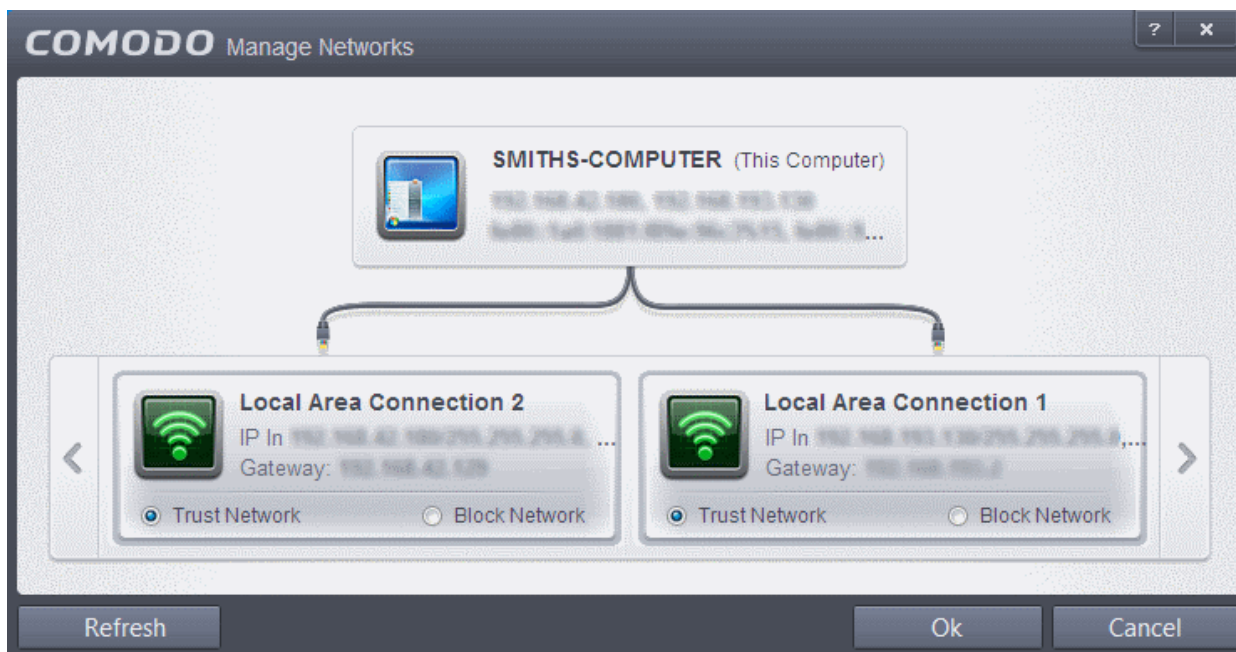 COMODO Manage Networks
? ×
SMITHS-COMPUTER (This Computer)
...
Local Area Connection 2
IP In ...
Gateway:
Trust Network
Block Network
Local Area Connection 1
IP In ,...
Gateway:
Trust Network
Block Network
Refresh
Ok
Cancel